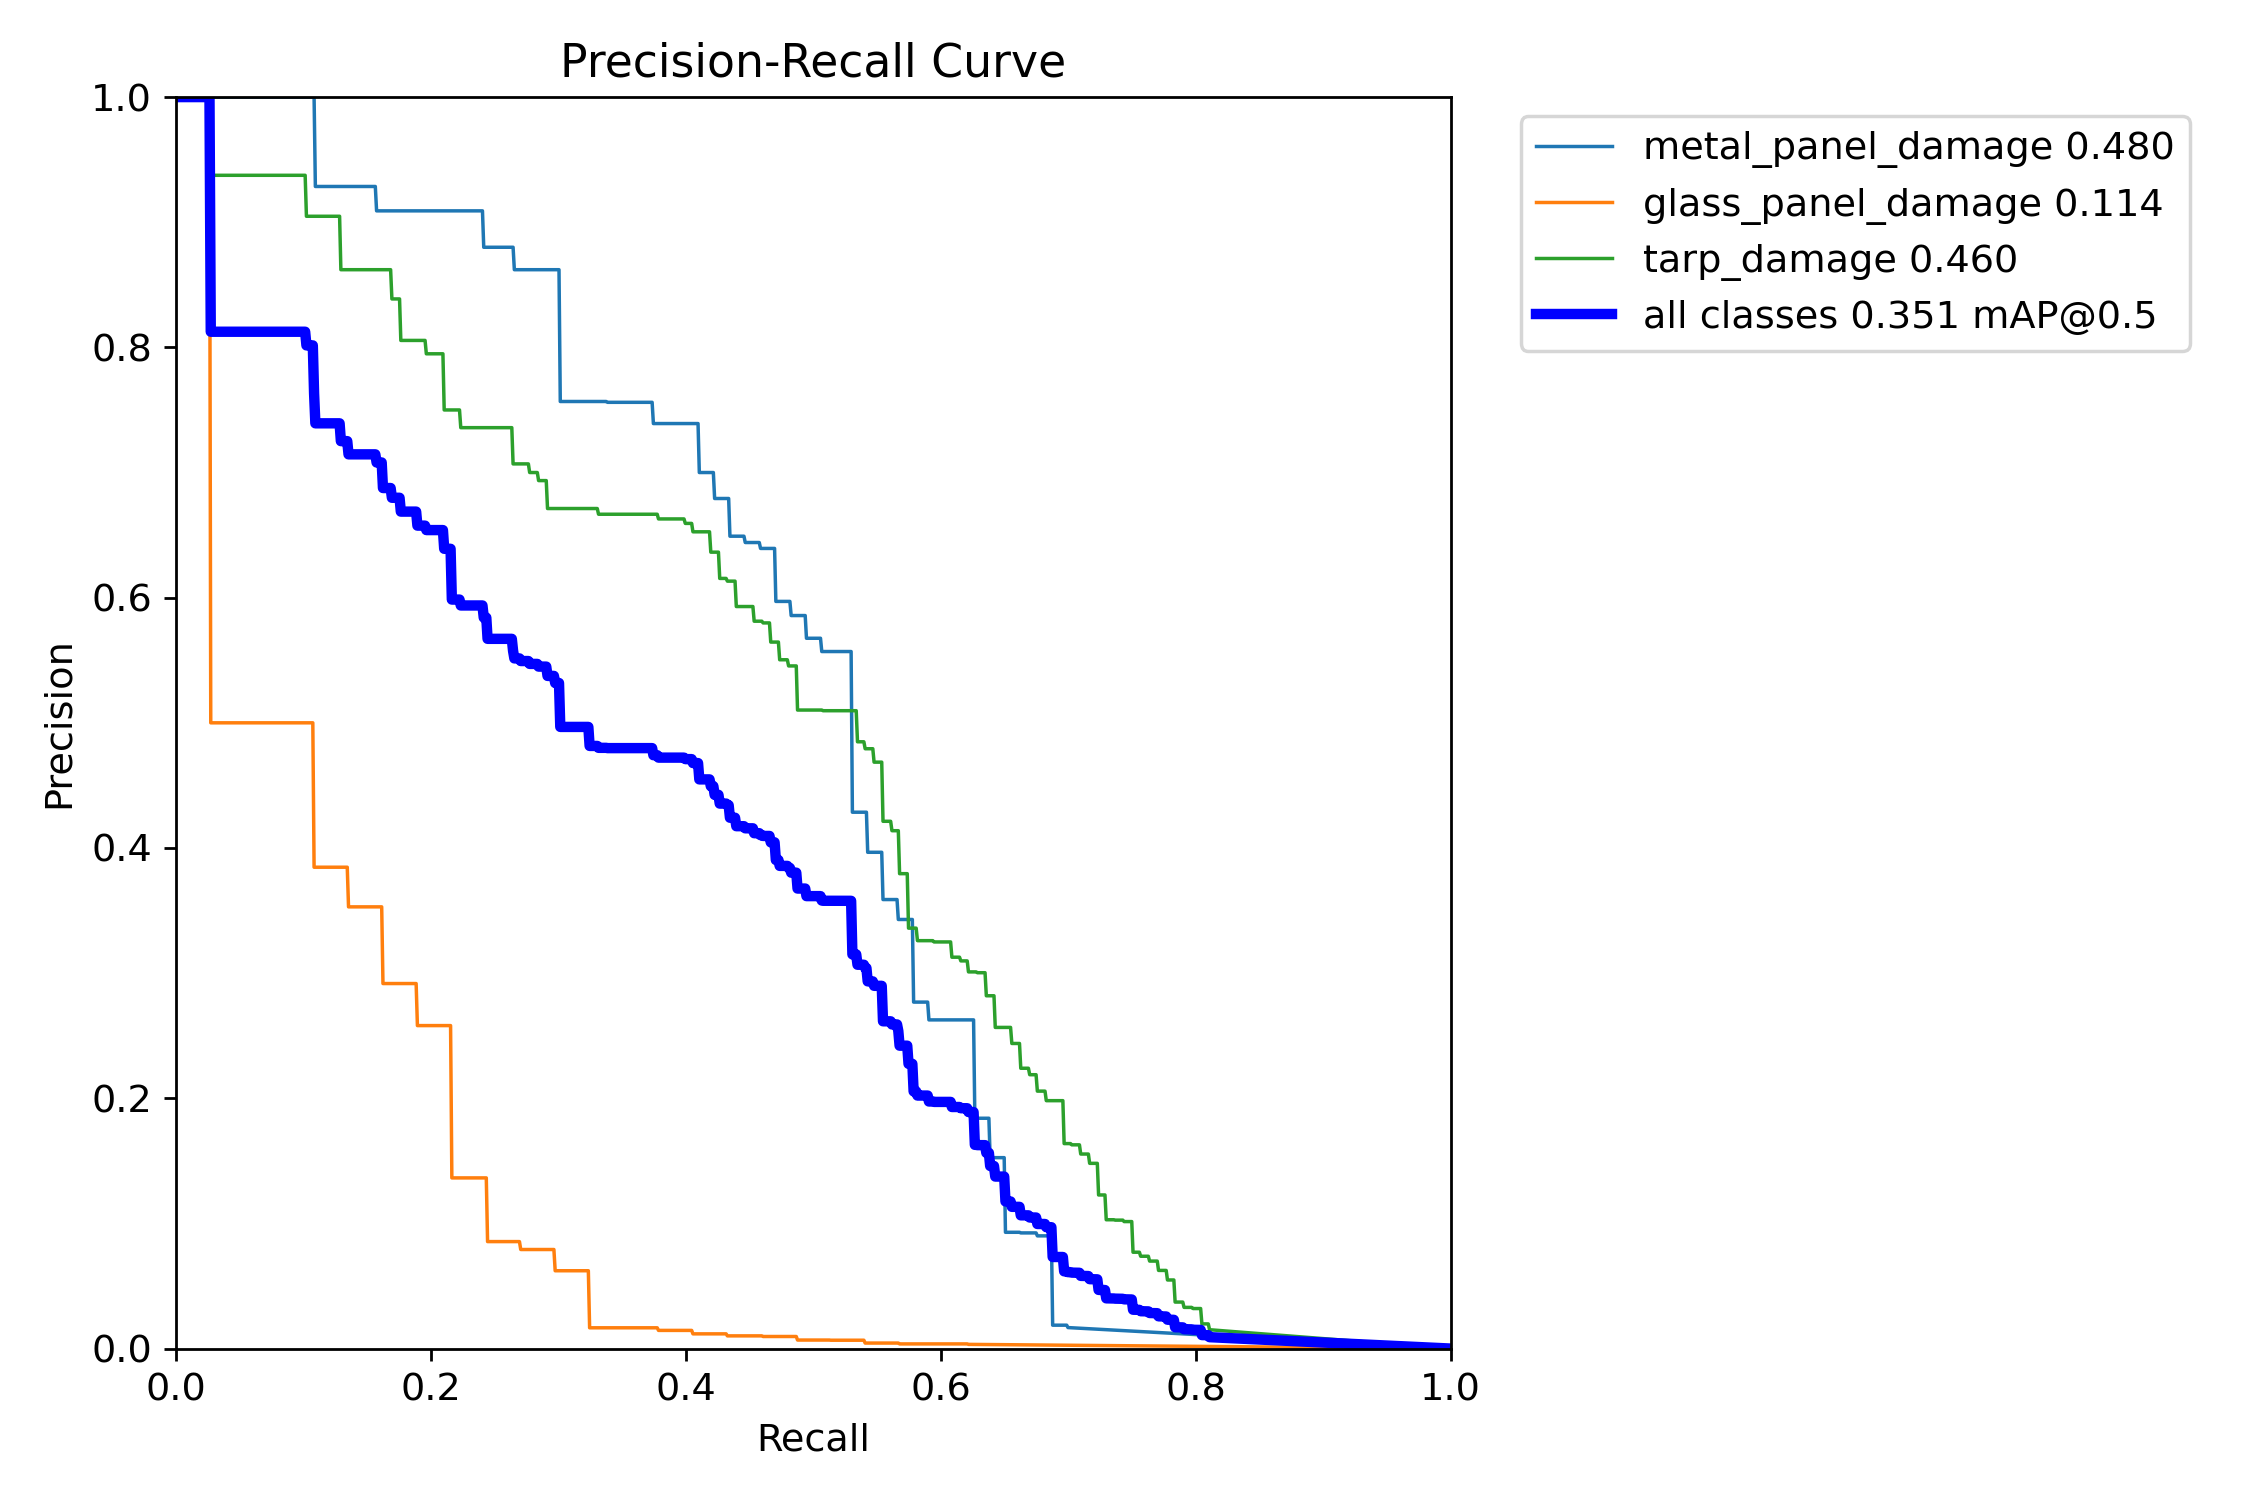 Precision-Recall Curve
1.0
0.8
0.6
0.4
0.2
0.0
Precision
0.0 0.2 0.4 0.6 0.8 1.0
Recall
metal_panel_damage 0.480
glass_panel_damage 0.114
tarp_damage 0.460
all classes 0.351 mAP@0.5